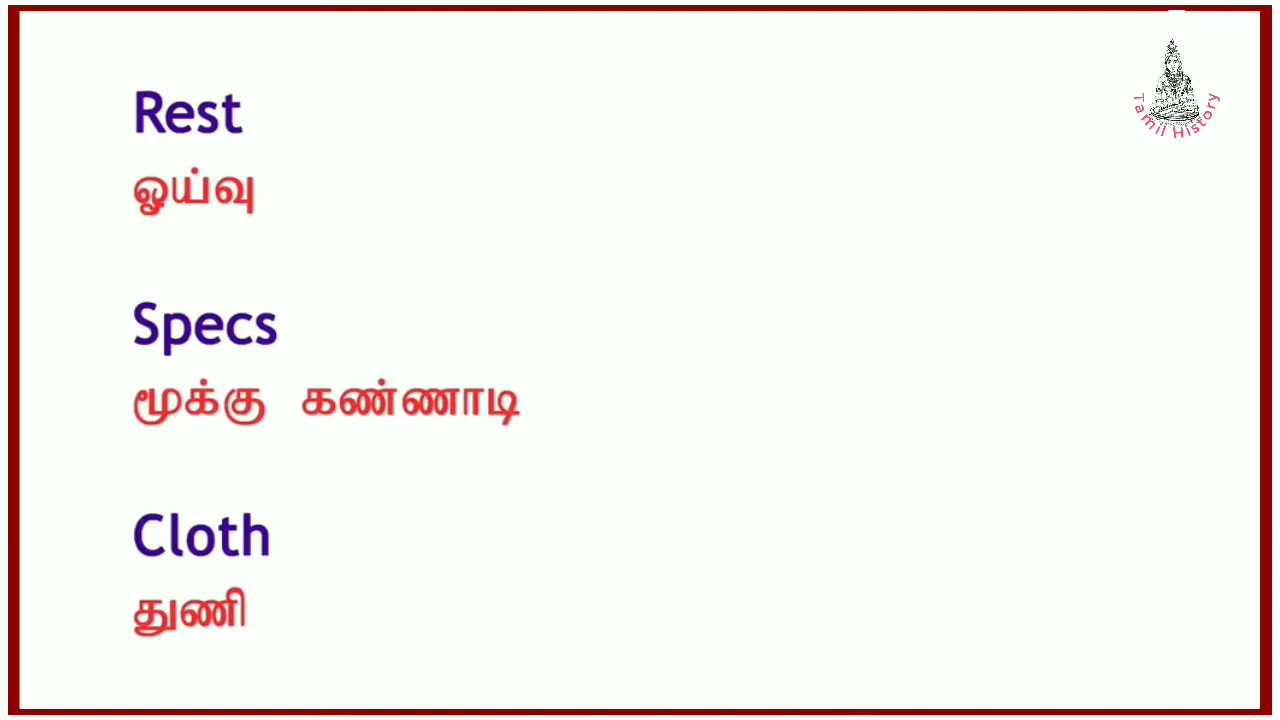 Rest
ஓய்வு
Specs
மூக்கு கண்ணாடி
Cloth
துணி
Tamil History